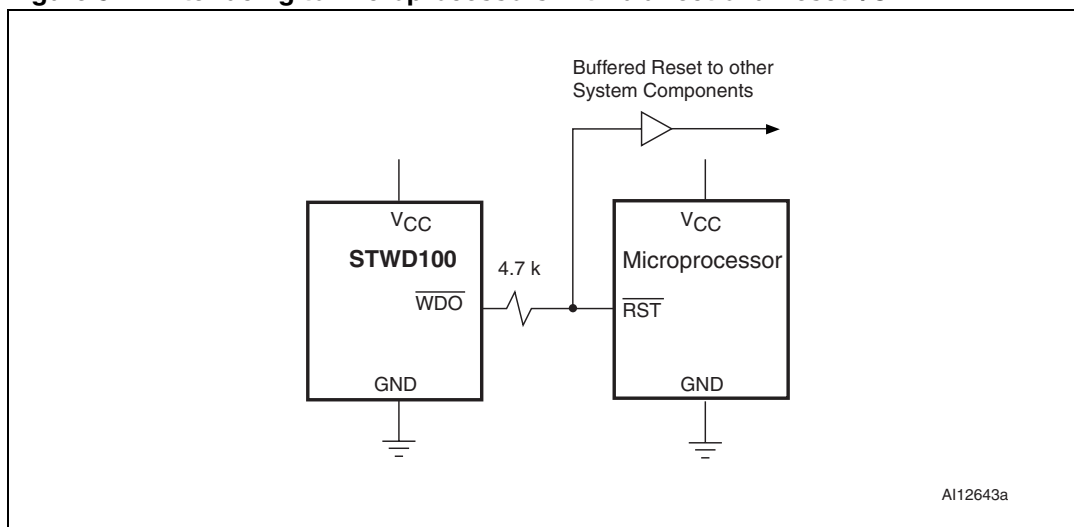 Buffered Reset to other
System Components
VCC
STWD100
WDO
GND
4.7 k
VCC
Microprocessor
RST
GND
AI12643a